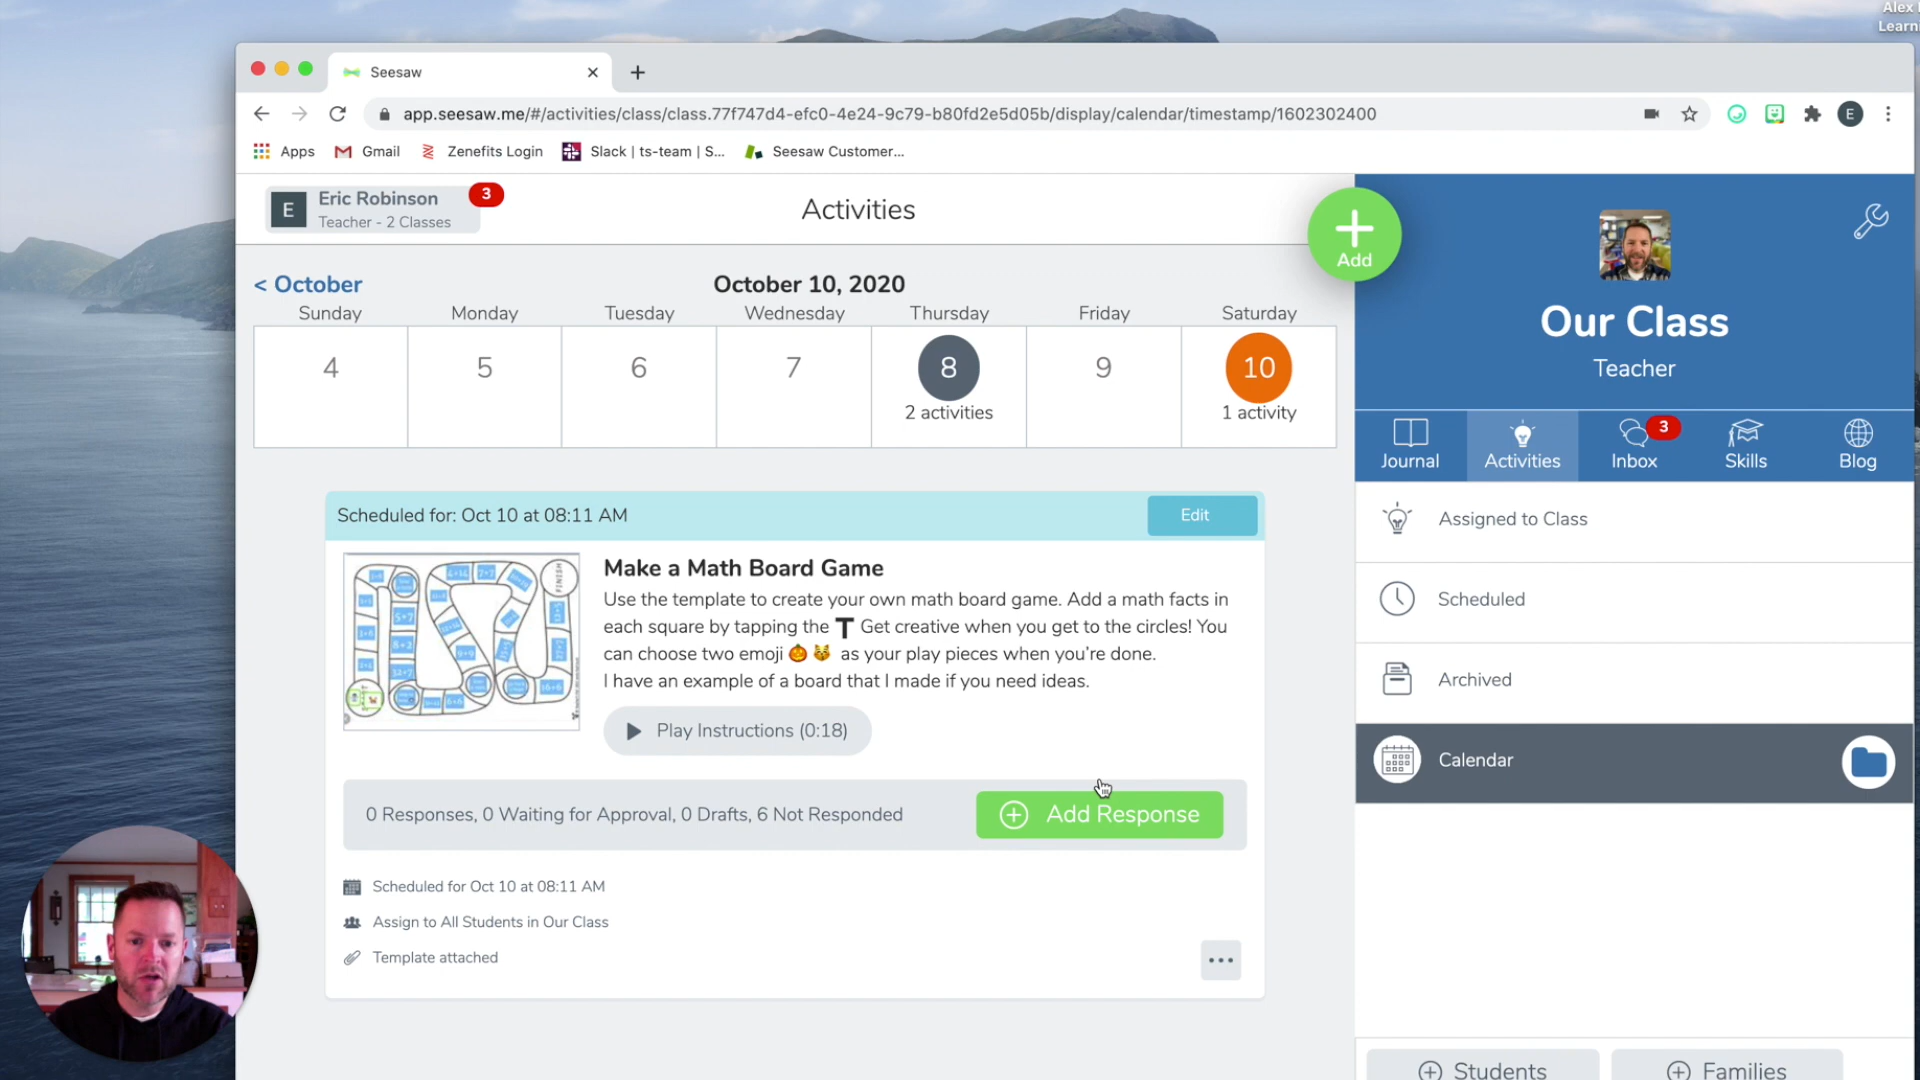 Alex
Learni
Seesaw
app.seesaw.me/#/activities/class/class.77f747d4-efc0-4e24-9c79-b80fd2e5d05b/display/calendar/timestamp/1602302400
E
Apps
Gmail
Zenefits Login
Slack | ts-team | S...
Seesaw Customer...
E
Eric Robinson
Teacher - 2 Classes
3
Activities
Add
< October
October 10, 2020
Sunday Monday Tuesday Wednesday Thursday Friday Saturday
4 5 6 7 8 9 10
2 activities 1 activity
Scheduled for: Oct 10 at 08:11 AM
Edit
FINISH
Make a Math Board Game
Use the template to create your own math board game. Add a math facts in
each square by tapping the T Get creative when you get to the circles! You
can choose two emoji 🎃 😸 as your play pieces when you're done.
I have an example of a board that I made if you need ideas.
Play Instructions (0:18)
0 Responses, 0 Waiting for Approval, 0 Drafts, 6 Not Responded
Add Response
Scheduled for Oct 10 at 08:11 AM
Assign to All Students in Our Class
Template attached
Our Class
Teacher
Journal
Activities
Inbox
3
Skills
Blog
Assigned to Class
Scheduled
Archived
Calendar
Students
Families